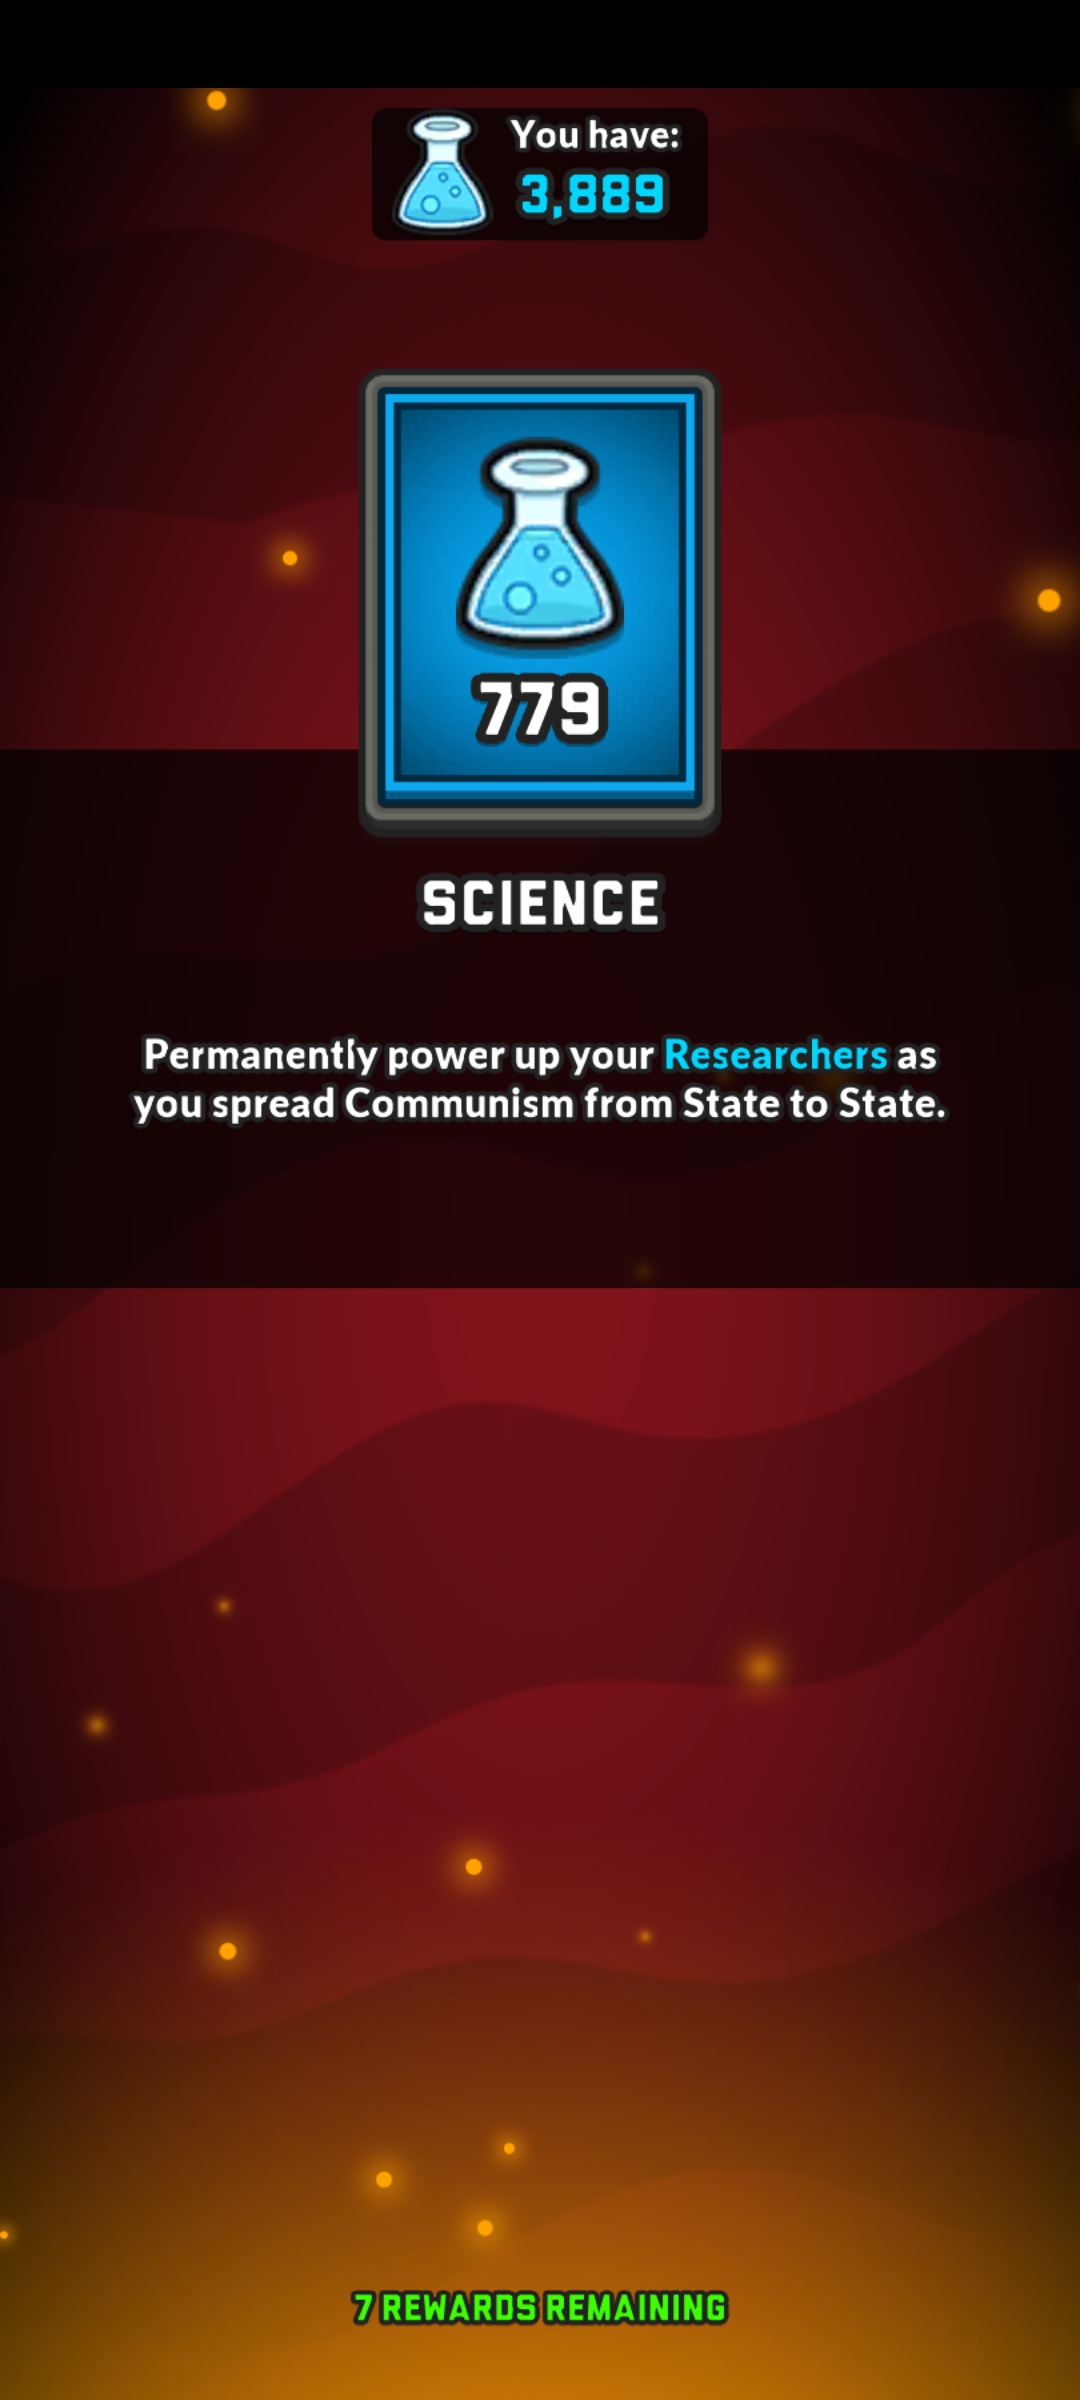 You have:
3,889
779
SCIENCE
Permanently power up your Researchers as
you spread Communism from State to State.
7 REWARDS REMAINING